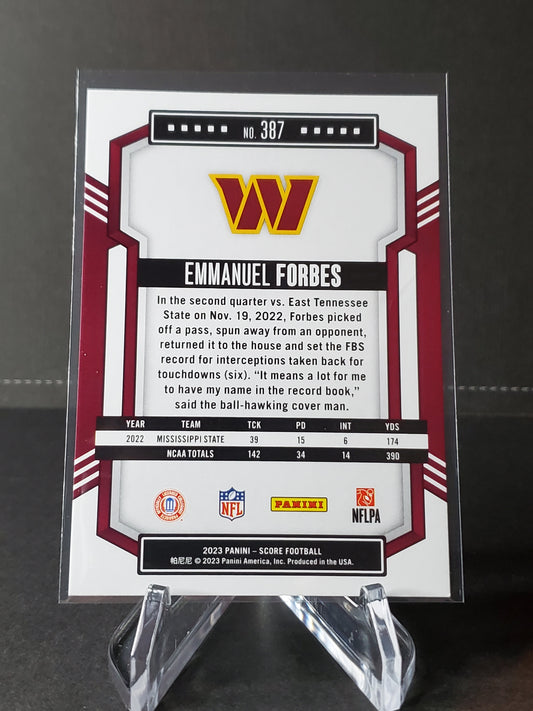 NO. 387
W
EMMANUEL FORBES
In the second quarter vs. East Tennessee
State on Nov. 19, 2022, Forbes picked
off a pass, spun away from an opponent,
returned it to the house and set the FBS
record for interceptions taken back for
touchdowns (six). “It means a lot for me
to have my name in the record book,”
said the ball-hawking cover man.
YEAR TEAM TCK PD INT YDS
2022 MISSISSIPPI STATE 39 15 6 174
NCAA TOTALS 142 34 14 390
NFL
PANINI
NFLPA
2023 PANINI – SCORE FOOTBALL
帕尼尼 © 2023 Panini America, Inc. Produced in the USA.